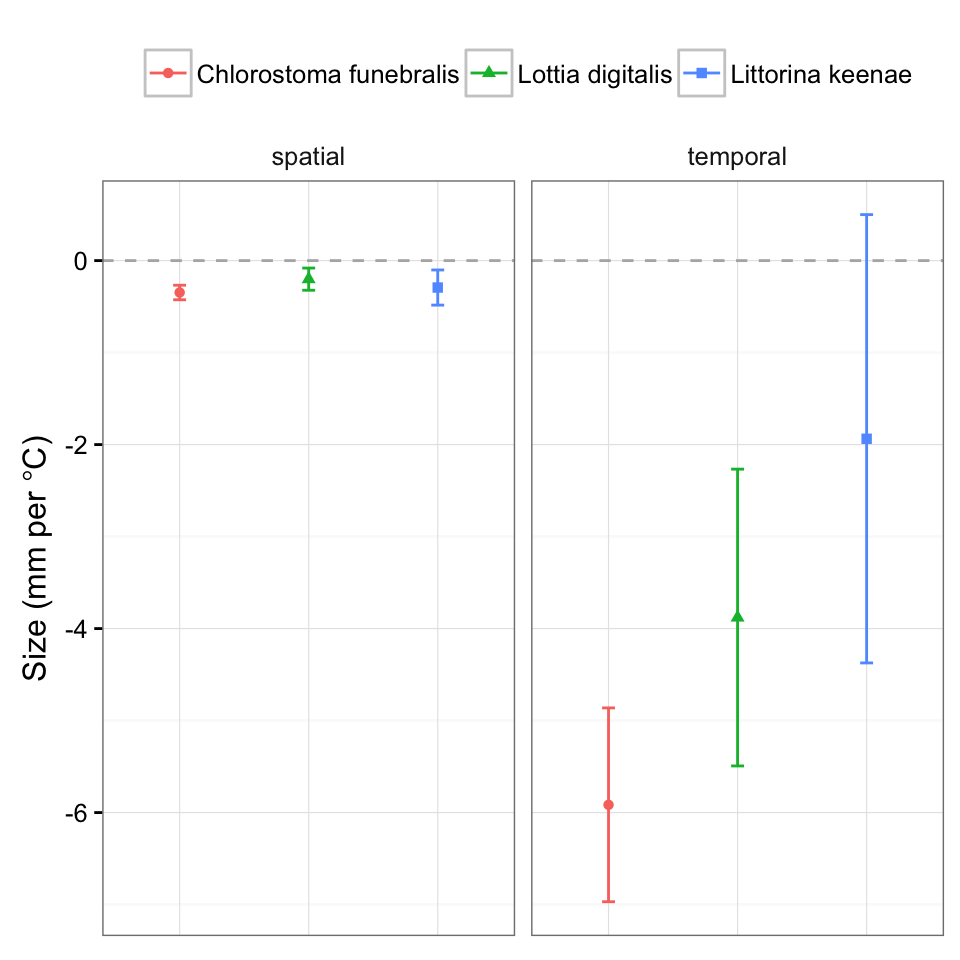 Chlorostoma funebralis Lottia digitalis Littorina keenae
spatial temporal
0
-2
-4
-6
Size (mm per °C)